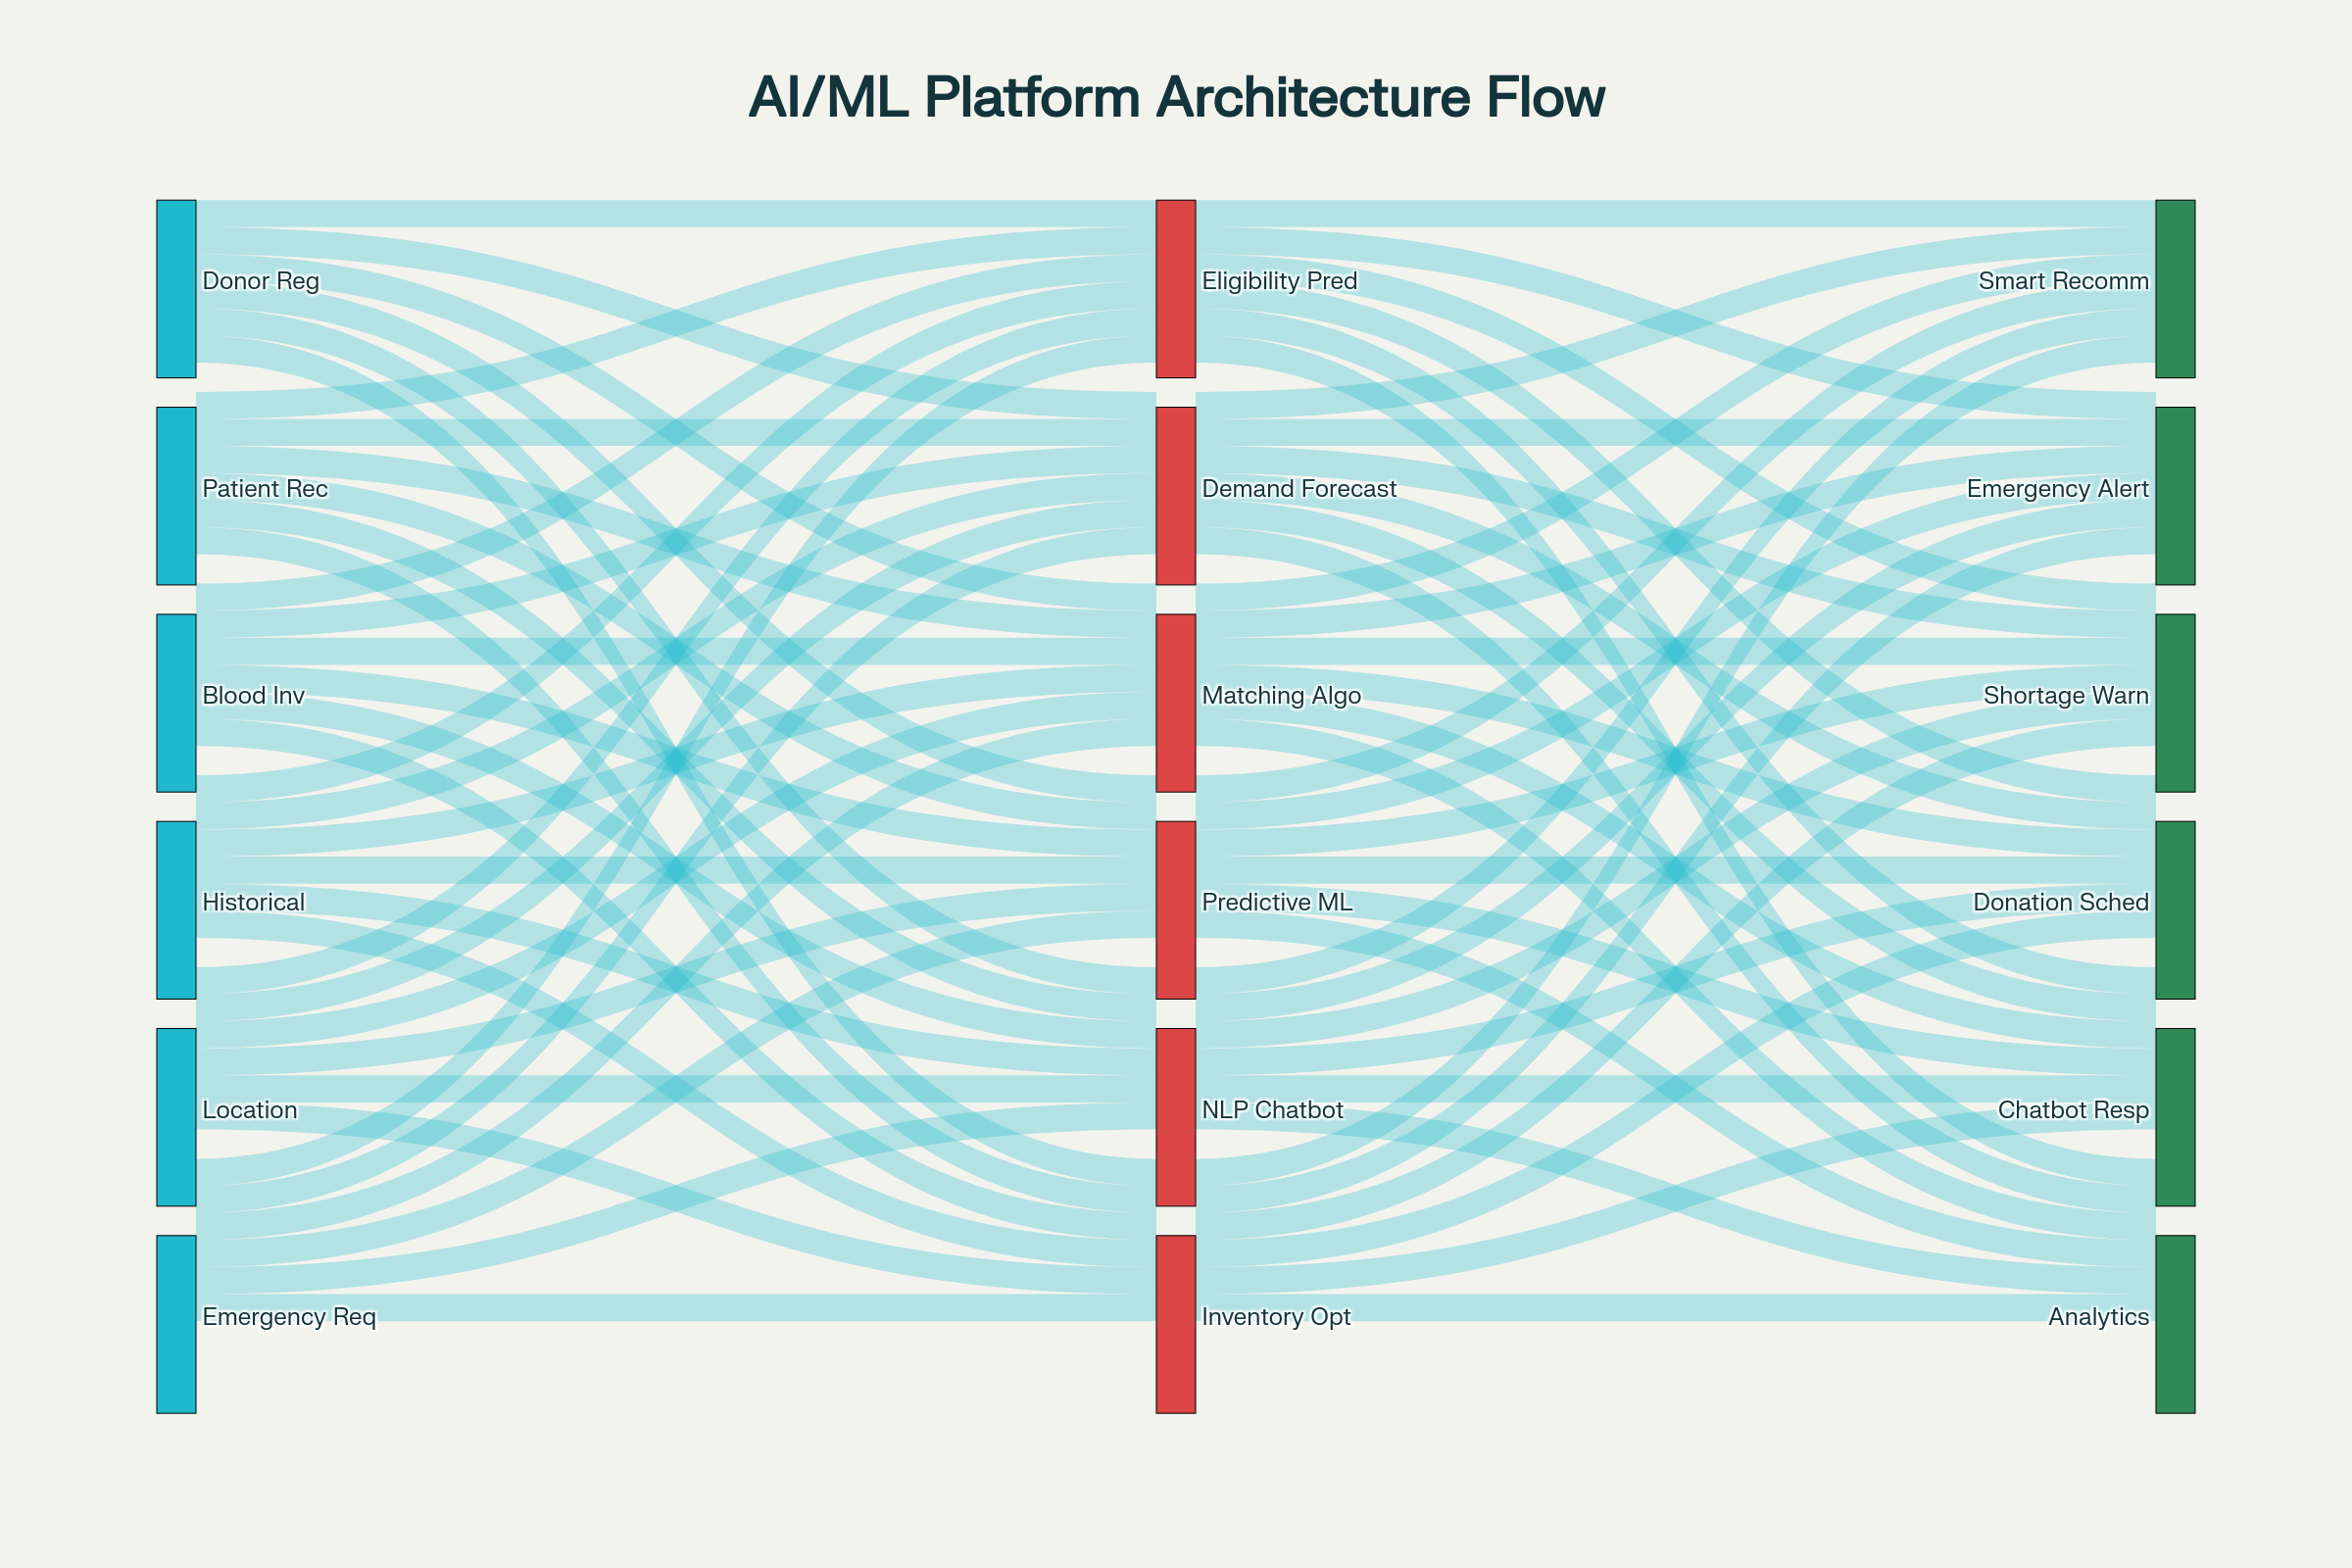 AI/ML Platform Architecture Flow
Donor Reg
Eligibility Pred
Smart Recomm
Patient Rec
Demand Forecast
Emergency Alert
Blood Inv
Matching Algo
Shortage Warn
Historical
Predictive ML
Donation Sched
Location
NLP Chatbot
Chatbot Resp
Emergency Req
Inventory Opt
Analytics